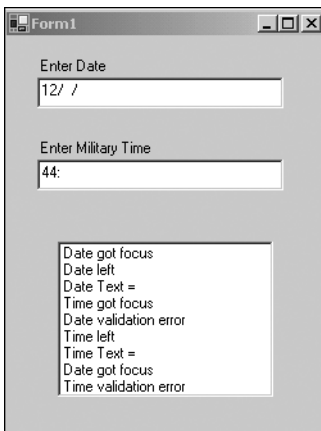 Form1
Enter Date
12/ /
Enter Military Time
44:
Date got focus
Date left
Date Text =
Time got focus
Date validation error
Time left
Time Text =
Date got focus
Time validation error